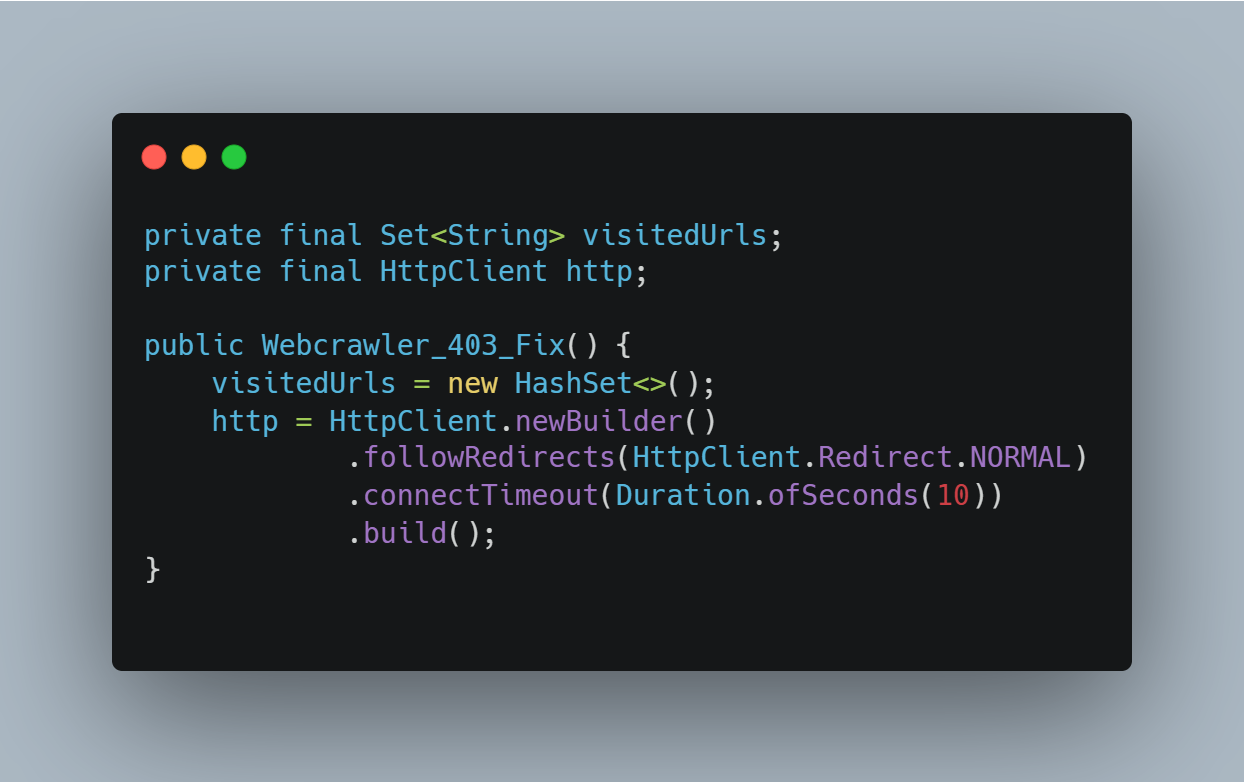 private final Set<String> visitedUrls;
private final HttpClient http;

public Webcrawler_403_Fix() {
    visitedUrls = new HashSet<>();
    http = HttpClient.newBuilder()
            .followRedirects(HttpClient.Redirect.NORMAL)
            .connectTimeout(Duration.ofSeconds(10))
            .build();
}